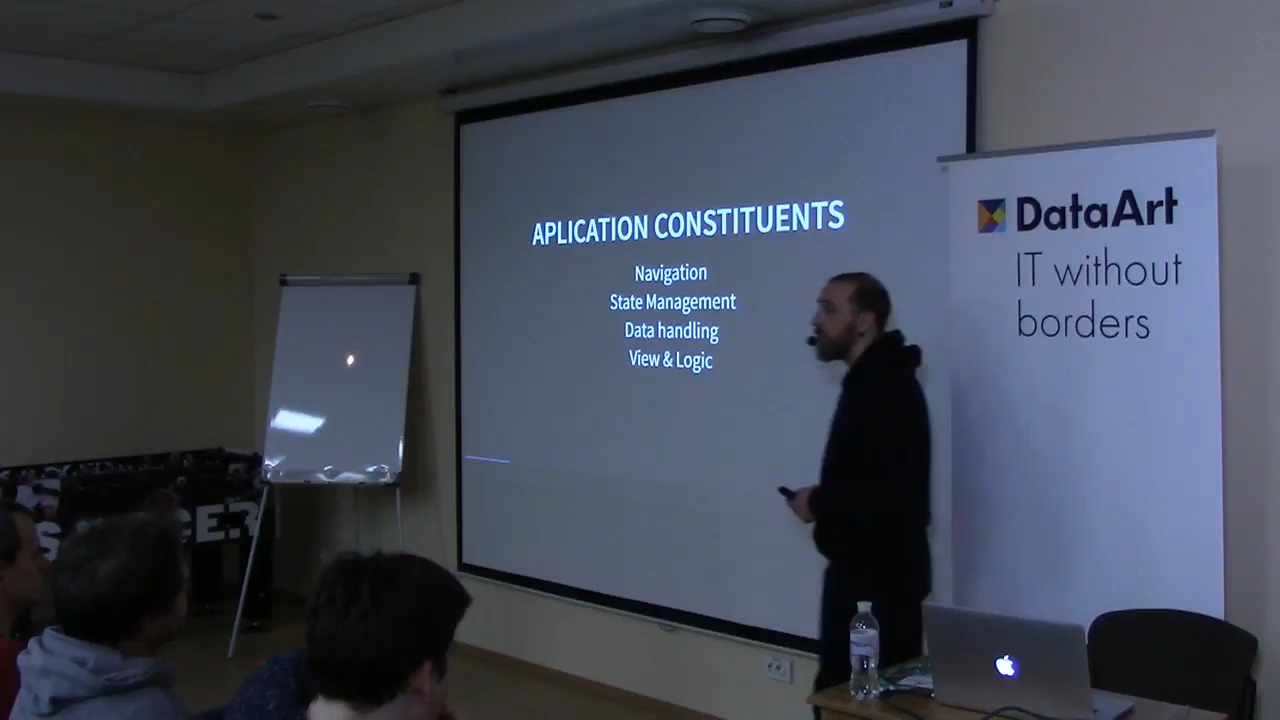 APLICATION CONSTITUENTS
Navigation
State Management
Data handling
View & Logic
DataArt
IT without
borders